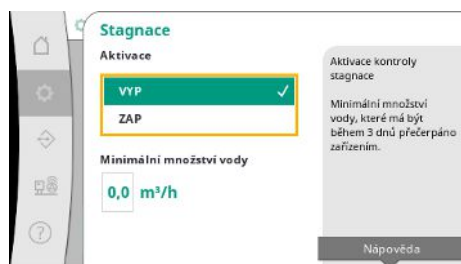 Stagnace
Aktivace
VYP
ZAP
Minimální množství vody
0,0 m³/h
Aktivace kontroly
stagnace
Minimální množství
vody, které má být
během 3 dnů přečerpáno
zařízením.
Nápověda